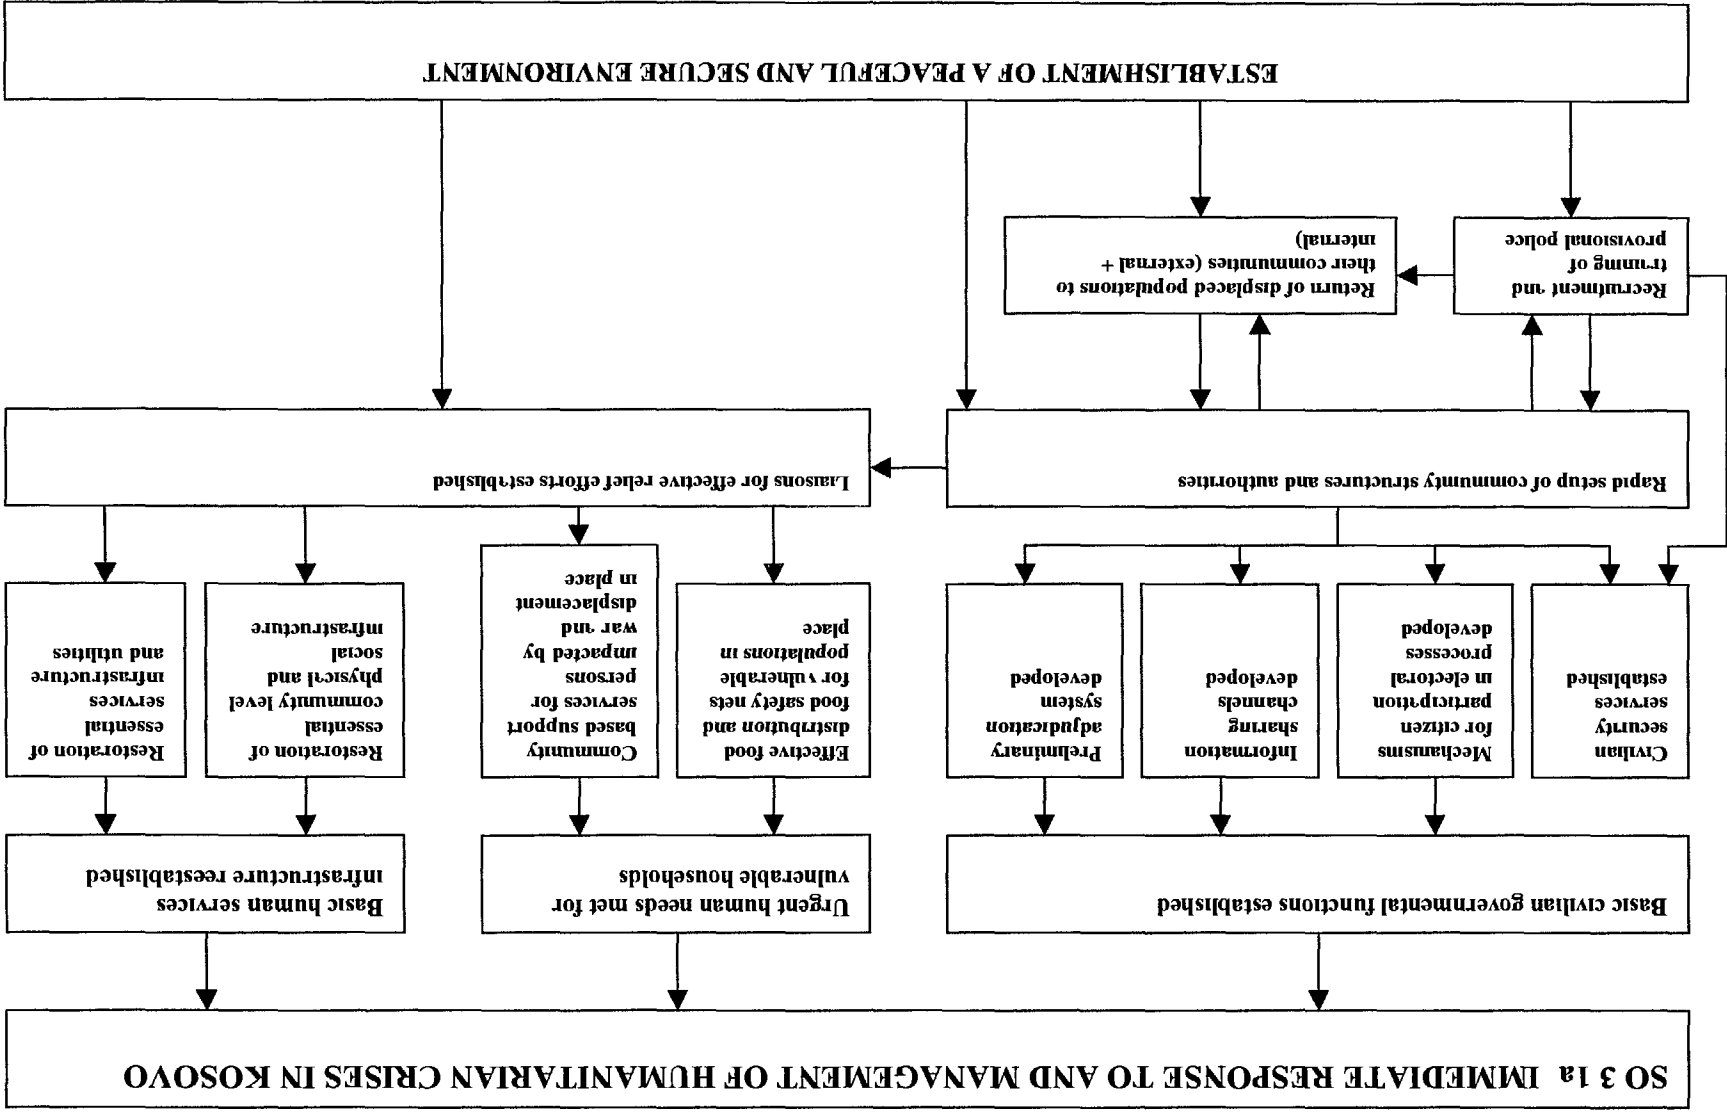 SO 3 1a IMMEDIATE RESPONSE TO AND MANAGEMENT OF HUMANITARIAN CRISES IN KOSOVO
Basic civilian governmental functions established
Urgent human needs met for
vulnerable households
Basic human services
infrastructure reestablished
Civilian
security
services
established
Mechanisms
for citizen
participation
in electoral
processes
developed
Information
sharing
channels
developed
Preliminary
adjudication
system
developed
Effective food
distribution and
food safety nets
for vulnerable
populations in
place
Community
based support
services for
persons
impacted by
war and
displacement
in place
Restoration of
essential
community level
physical and
social
infrastructure
Restoration of
essential
services
infrastructure
and utilities
Rapid setup of community structures and authorities
Liaisons for effective relief efforts established
Recruitment and
training of
provisional police
Return of displaced populations to
their communities (external +
internal)
ESTABLISHMENT OF A PEACEFUL AND SECURE ENVIRONMENT